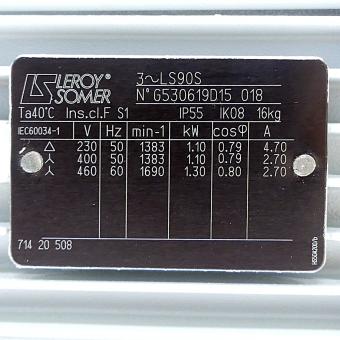 LS LEROY SOMER
3~LS90S
N° G530619D15 018
Ta40°C Ins.cl.F S1 IP55 IK08 16kg
IEC60034-1 V Hz min-1 kW cosφ A
△ 230 50 1383 1.10 0.79 4.70
⅄ 400 50 1383 1.10 0.79 2.70
⅄ 460 60 1690 1.30 0.80 2.70
714 20 508